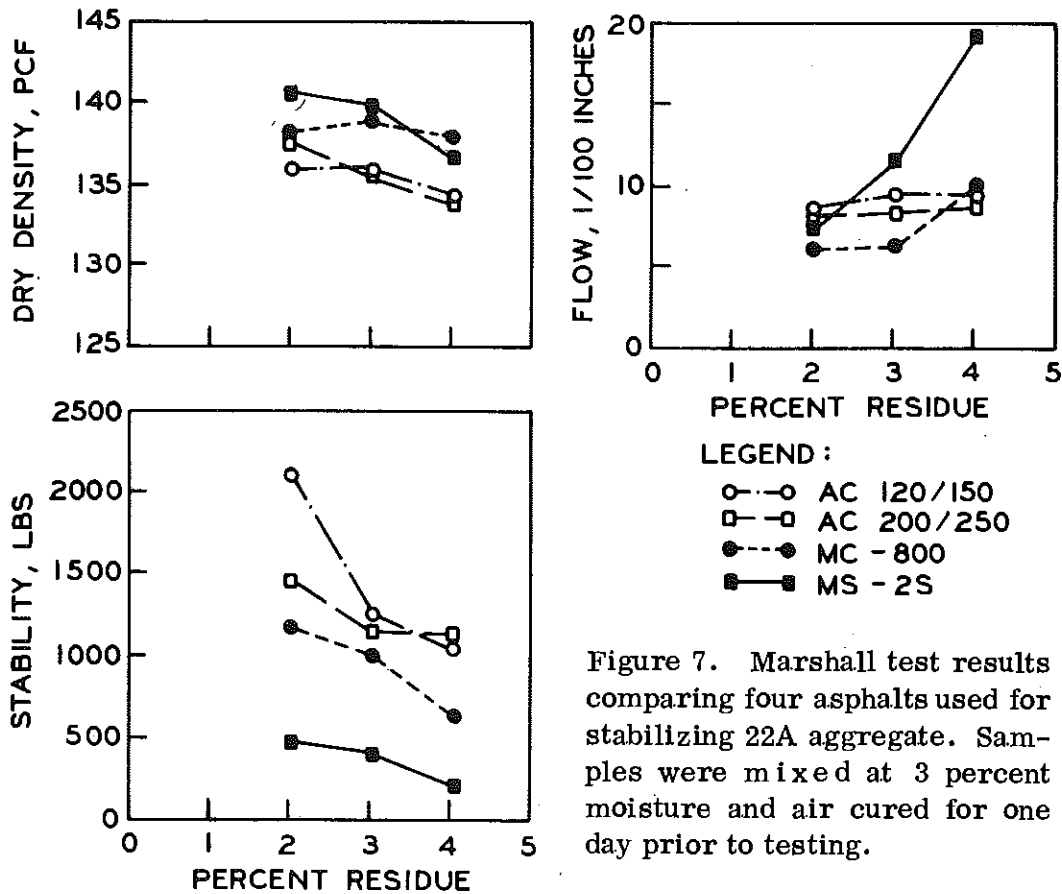 DRY DENSITY, PCF
145
140
135
130
125
STABILITY, LBS
2500
2000
1500
1000
500
0
0 1 2 3 4 5
PERCENT RESIDUE
FLOW, 1/100 INCHES
20
10
0
0 1 2 3 4 5
PERCENT RESIDUE
LEGEND:
AC 120/150
AC 200/250
MC-800
MS-2S
Figure 7. Marshall test results
comparing four asphalts used for
stabilizing 22A aggregate. Sam-
ples were mixed at 3 percent
moisture and air cured for one
day prior to testing.